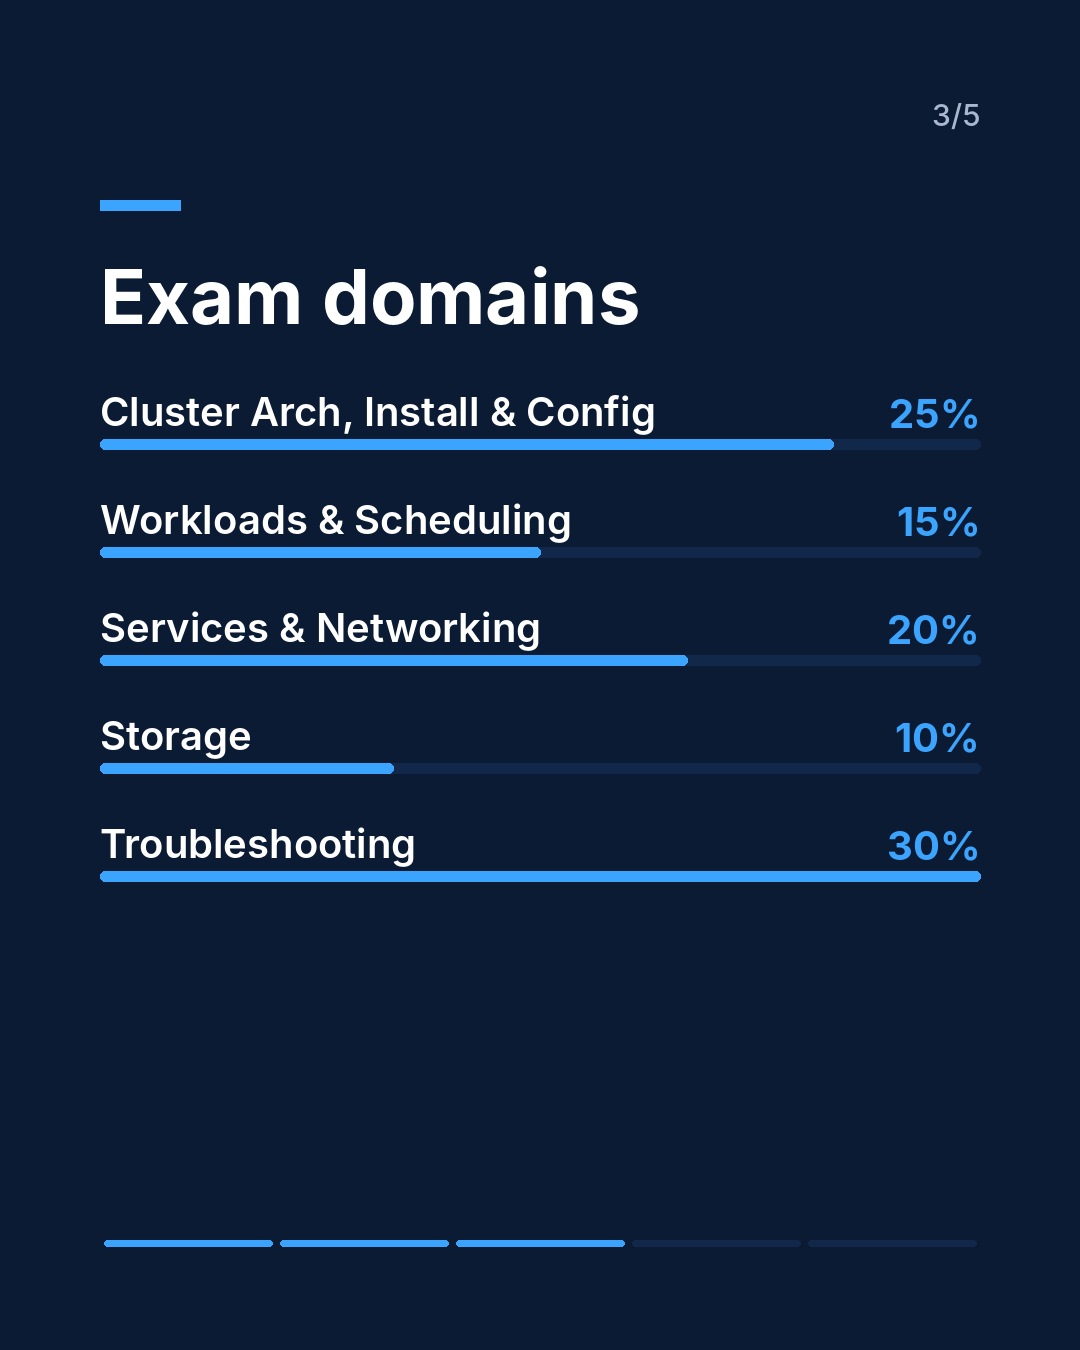 3/5
Exam domains
Cluster Arch, Install & Config 25%
Workloads & Scheduling 15%
Services & Networking 20%
Storage 10%
Troubleshooting 30%